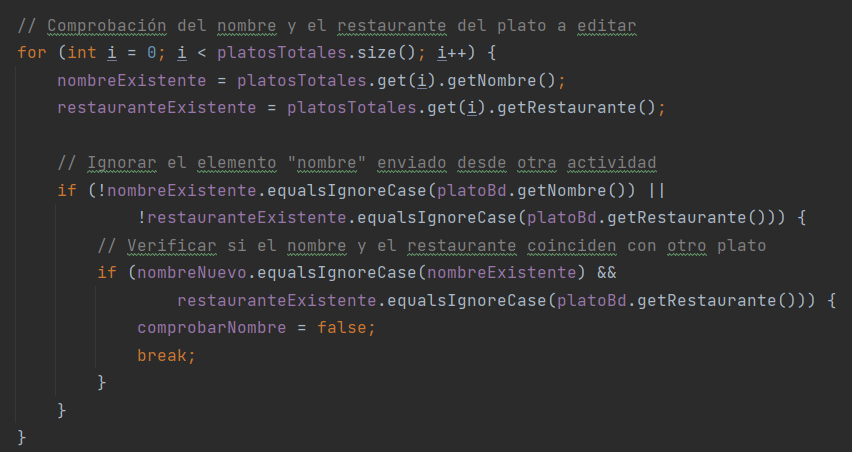 // Comprobación del nombre y el restaurante del plato a editar
for (int i = 0; i < platosTotales.size(); i++) {
    nombreExistente = platosTotales.get(i).getNombre();
    restauranteExistente = platosTotales.get(i).getRestaurante();

    // Ignorar el elemento "nombre" enviado desde otra actividad
    if (!nombreExistente.equalsIgnoreCase(platoBd.getNombre()) ||
            !restauranteExistente.equalsIgnoreCase(platoBd.getRestaurante())) {
        // Verificar si el nombre y el restaurante coinciden con otro plato
        if (nombreNuevo.equalsIgnoreCase(nombreExistente) &&
                restauranteExistente.equalsIgnoreCase(platoBd.getRestaurante())) {
            comprobarNombre = false;
            break;
        }
    }
}